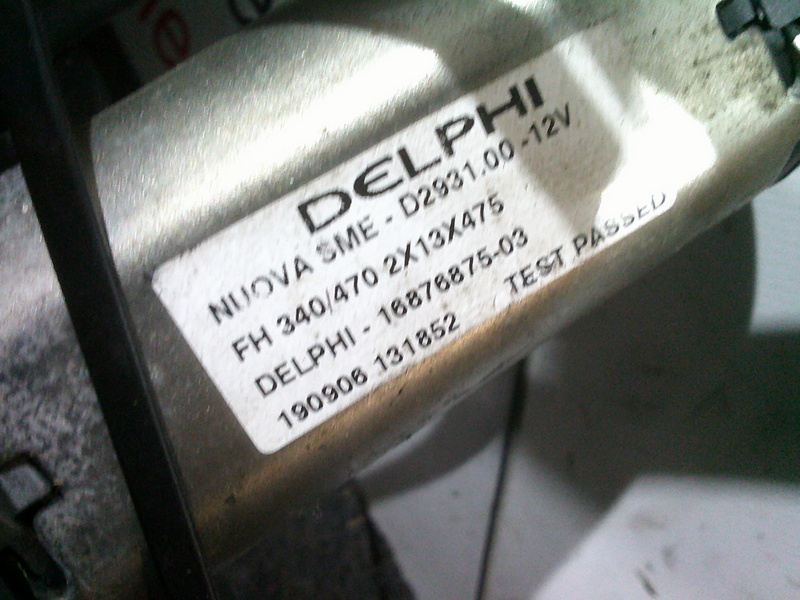 DELPHI
NUOVA SME - D2931.00 -12V
FH 340/470 2X13X475
DELPHI - 16876875-03
190906 131852 TEST PASSED